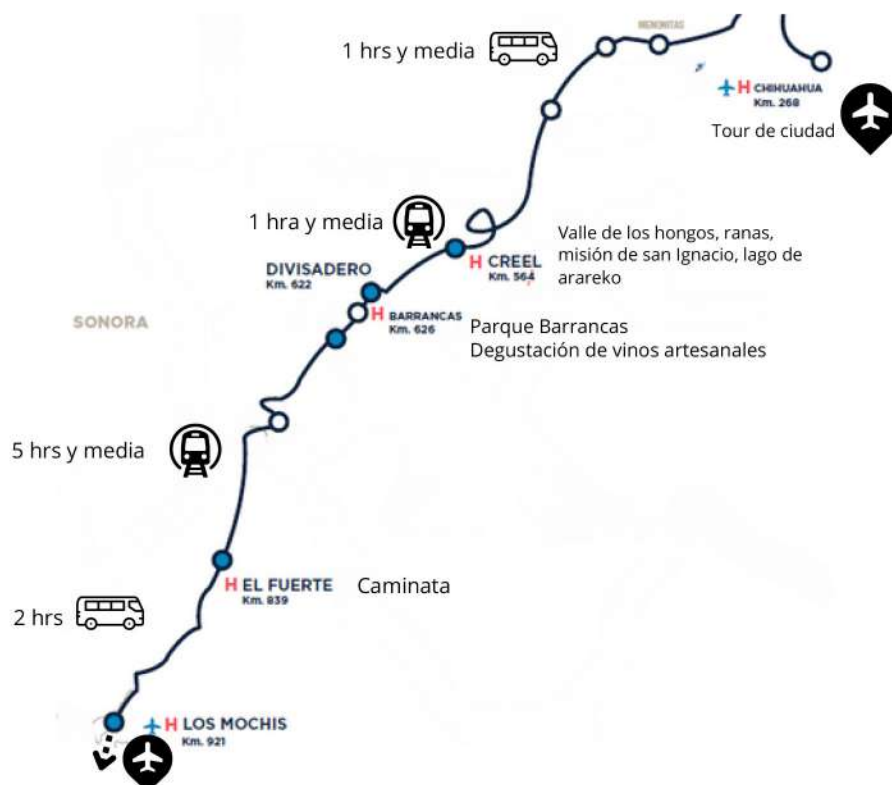 MENONITAS
1 hrs y media
H CHIHUAHUA
Km. 268
Tour de ciudad
1 hra y media
Valle de los hongos, ranas,
misión de san Ignacio, lago de
arareko
H CREEL
Km. 564
DIVISADERO
Km. 622
H BARRANCAS
Km. 626
Parque Barrancas
Degustación de vinos artesanales
SONORA
5 hrs y media
H EL FUERTE
Km. 839
Caminata
2 hrs
H LOS MOCHIS
Km. 921